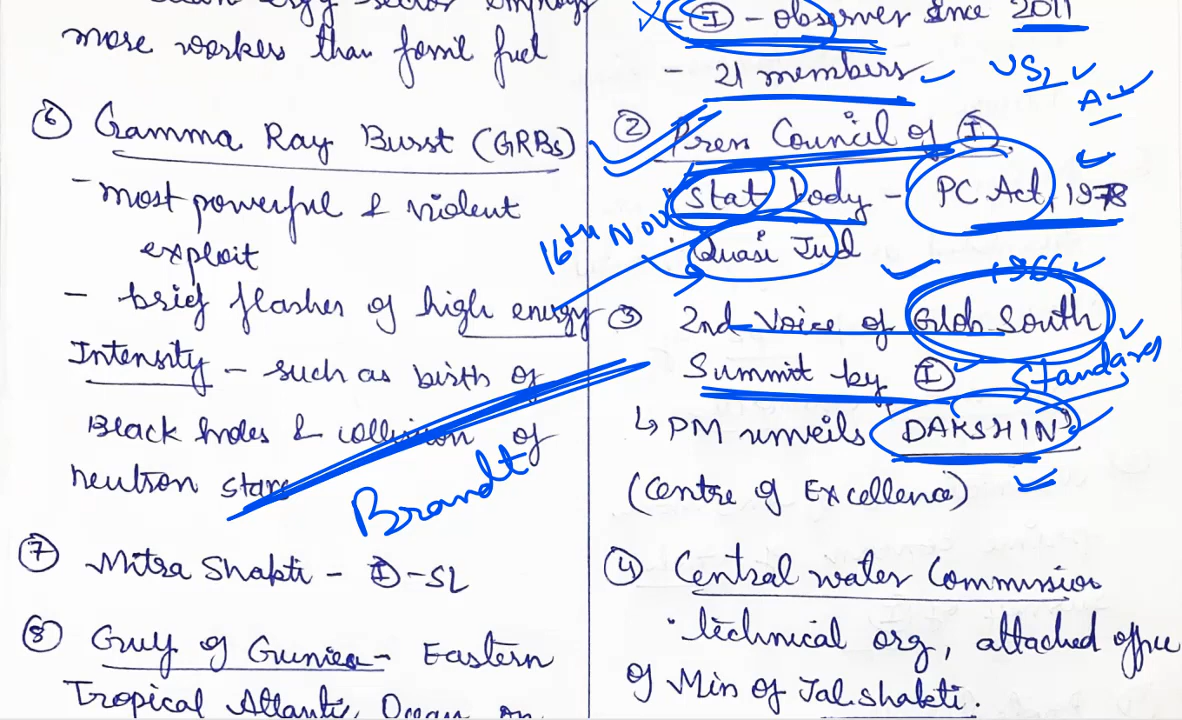 more workers than fossil fuel
⑥ Gamma Ray Burst (GRBs)
- most powerful & violent
exploit
- brief flashes of high energy
Intensity - such as birth of
Black holes & collision of
neutron stars
Brandt
⑦ Mitra Shakti - Ⓘ-SL
⑧ Gulf of Guniea - Eastern
Tropical Atlantic Ocean on
Ⓘ - observer since 2011
- 21 members
USL
A
② Press Council of Ⓘ
Stat body - PC Act, 1978
16th Nov
Quasi Jud
1966
③ 2nd Voice of Glob South
Summit by Ⓘ
Standard
↳ PM unveils DAKSHIN
(Centre of Excellence)
④ Central water Commission
· technical org, attached office
of Min of Jal shakti.